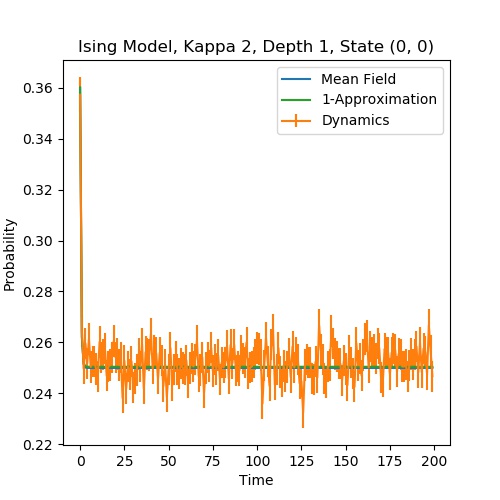 Ising Model, Kappa 2, Depth 1, State (0, 0)
Mean Field
1-Approximation
Dynamics
Probability
0.36
0.34
0.32
0.30
0.28
0.26
0.24
0.22
0 25 50 75 100 125 150 175 200
Time